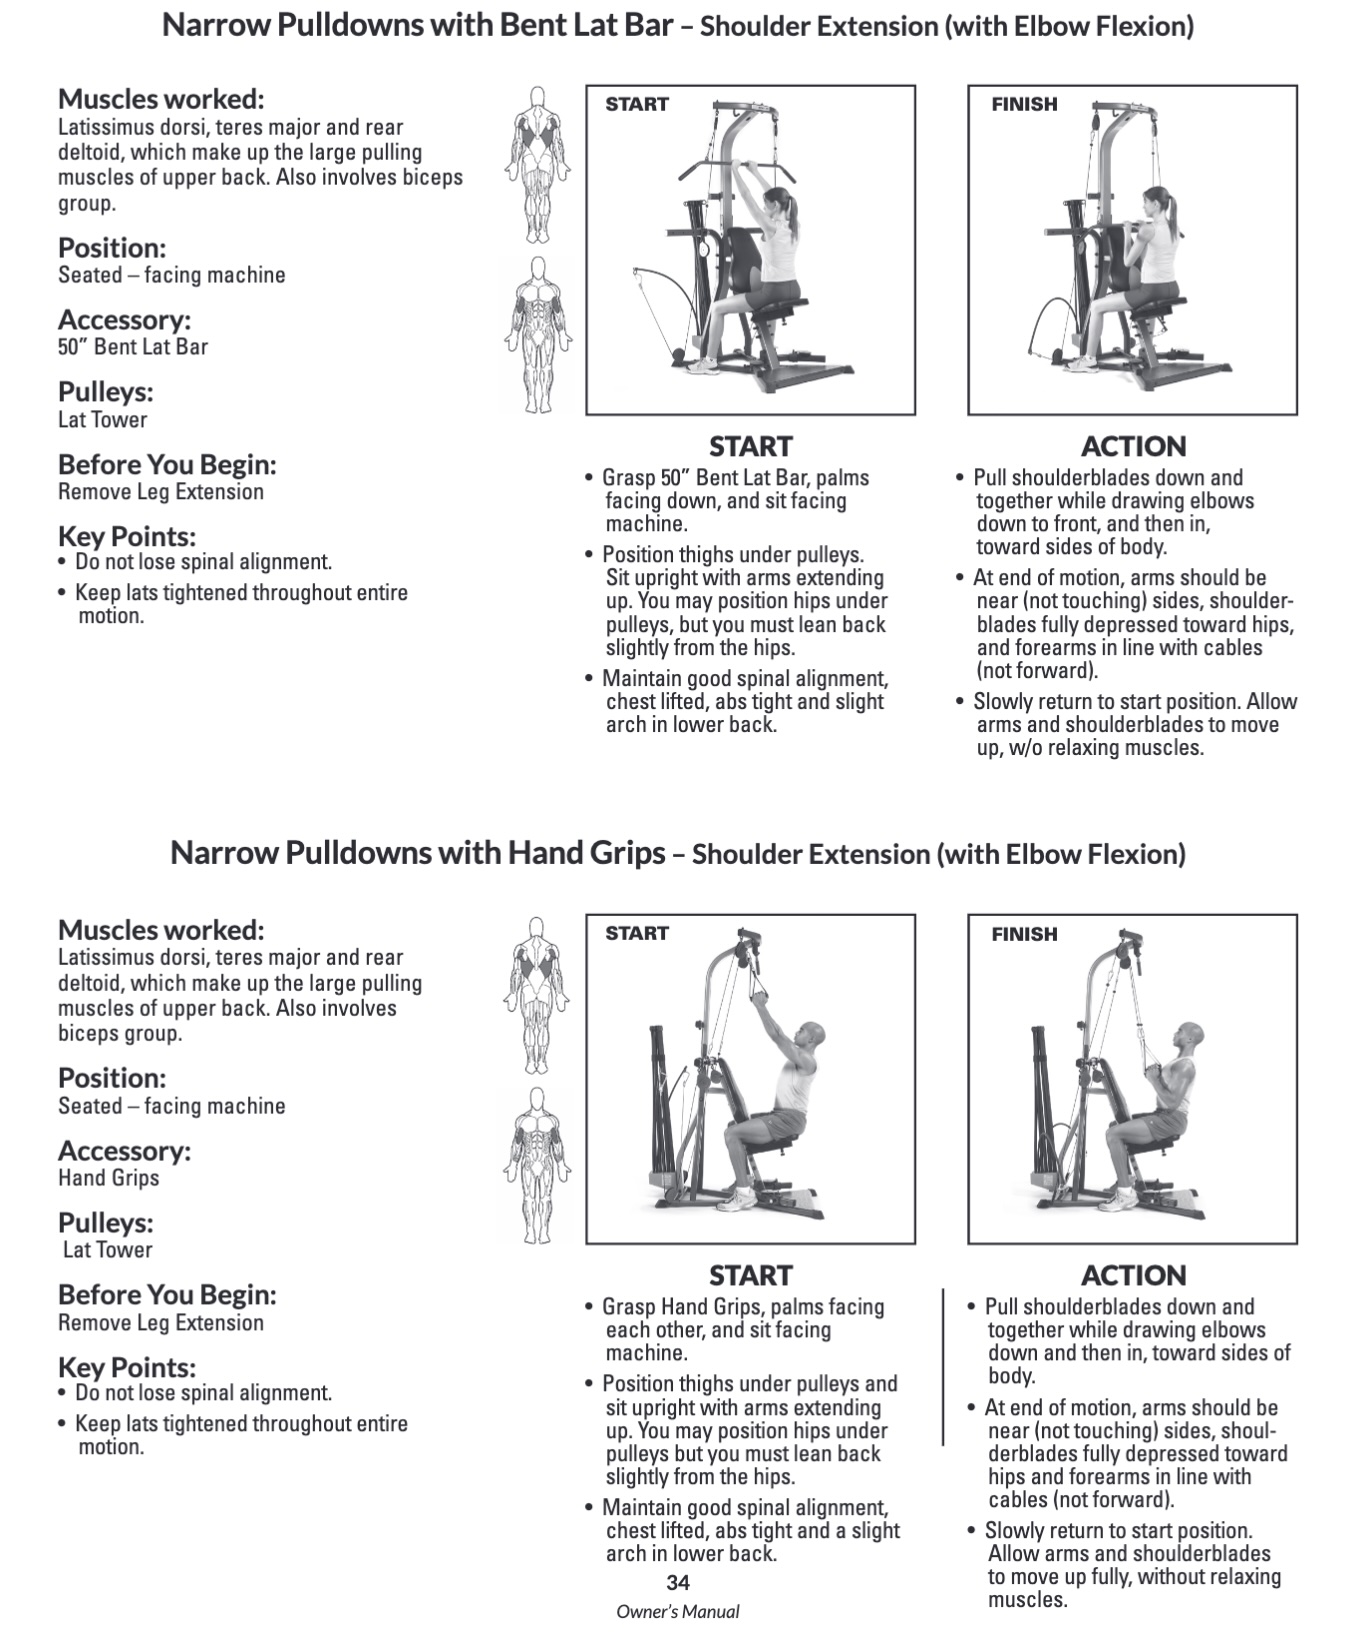 Narrow Pulldowns with Bent Lat Bar – Shoulder Extension (with Elbow Flexion)
Muscles worked:
Latissimus dorsi, teres major and rear
deltoid, which make up the large pulling
muscles of upper back. Also involves biceps
group.
Position:
Seated – facing machine
Accessory:
50” Bent Lat Bar
Pulleys:
Lat Tower
Before You Begin:
Remove Leg Extension
Key Points:
• Do not lose spinal alignment.
• Keep lats tightened throughout entire
motion.
START
START
• Grasp 50” Bent Lat Bar, palms
facing down, and sit facing
machine.
• Position thighs under pulleys.
Sit upright with arms extending
up. You may position hips under
pulleys, but you must lean back
slightly from the hips.
• Maintain good spinal alignment,
chest lifted, abs tight and slight
arch in lower back.
FINISH
ACTION
• Pull shoulderblades down and
together while drawing elbows
down to front, and then in,
toward sides of body.
• At end of motion, arms should be
near (not touching) sides, shoulder-
blades fully depressed toward hips,
and forearms in line with cables
(not forward).
• Slowly return to start position. Allow
arms and shoulderblades to move
up, w/o relaxing muscles.
Narrow Pulldowns with Hand Grips – Shoulder Extension (with Elbow Flexion)
Muscles worked:
Latissimus dorsi, teres major and rear
deltoid, which make up the large pulling
muscles of upper back. Also involves
biceps group.
Position:
Seated – facing machine
Accessory:
Hand Grips
Pulleys:
Lat Tower
Before You Begin:
Remove Leg Extension
Key Points:
• Do not lose spinal alignment.
• Keep lats tightened throughout entire
motion.
START
START
• Grasp Hand Grips, palms facing
each other, and sit facing
machine.
• Position thighs under pulleys and
sit upright with arms extending
up. You may position hips under
pulleys but you must lean back
slightly from the hips.
• Maintain good spinal alignment,
chest lifted, abs tight and a slight
arch in lower back.
FINISH
ACTION
• Pull shoulderblades down and
together while drawing elbows
down and then in, toward sides of
body.
• At end of motion, arms should be
near (not touching) sides, shoul-
derblades fully depressed toward
hips and forearms in line with
cables (not forward).
• Slowly return to start position.
Allow arms and shoulderblades
to move up fully, without relaxing
muscles.
34
Owner’s Manual